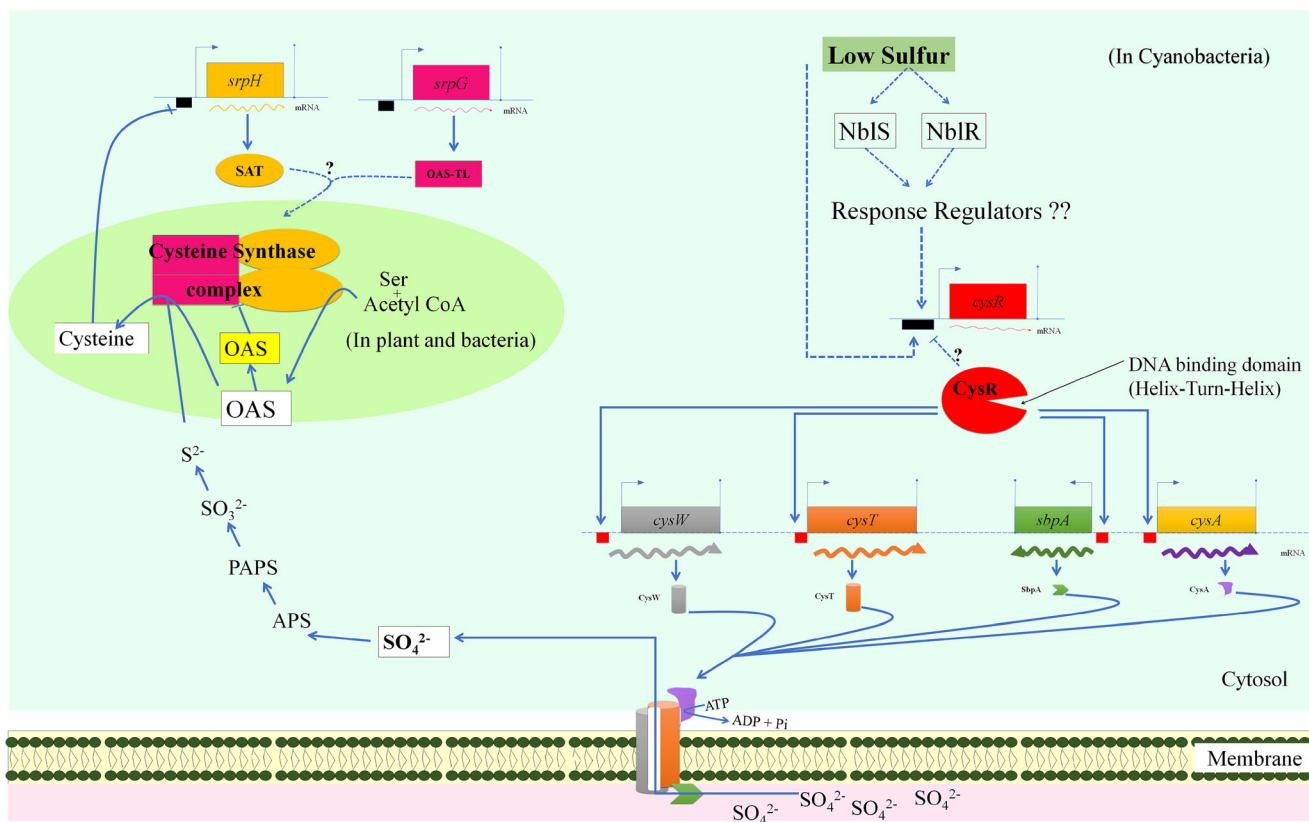 srpH
mRNA
SAT
srpG
mRNA
OAS-TL
?
Cysteine Synthase
complex
Ser
+
Acetyl CoA
(In plant and bacteria)
Cysteine
OAS
OAS
S²⁻
SO₃²⁻
PAPS
APS
SO₄²⁻
Low Sulfur
(In Cyanobacteria)
NblS
NblR
Response Regulators ??
cysR
mRNA
?
CysR
DNA binding domain
(Helix-Turn-Helix)
cysW
cysT
sbpA
cysA
mRNA
CysW
CysT
SbpA
CysA
Cytosol
ATP
ADP + Pi
Membrane
SO₄²⁻
SO₄²⁻
SO₄²⁻
SO₄²⁻